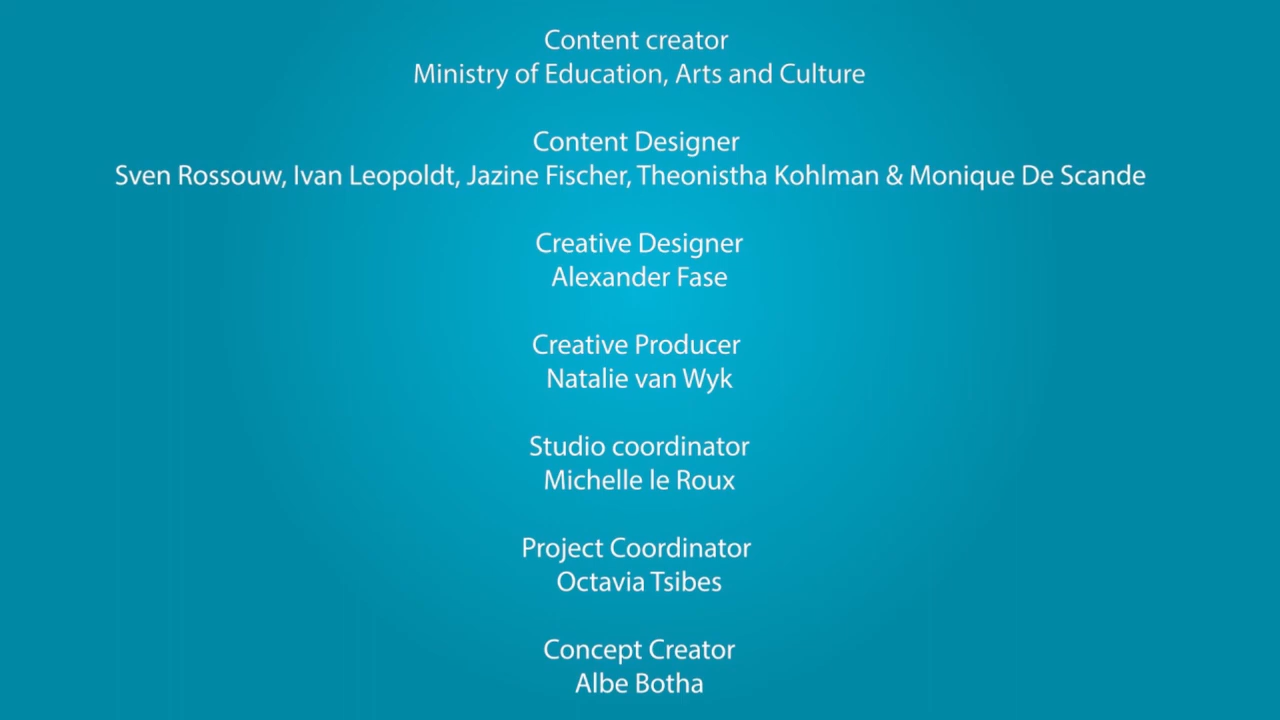 Content creator
Ministry of Education, Arts and Culture
Content Designer
Sven Rossouw, Ivan Leopoldt, Jazine Fischer, Theonistha Kohlman & Monique De Scande
Creative Designer
Alexander Fase
Creative Producer
Natalie van Wyk
Studio coordinator
Michelle le Roux
Project Coordinator
Octavia Tsibes
Concept Creator
Albe Botha